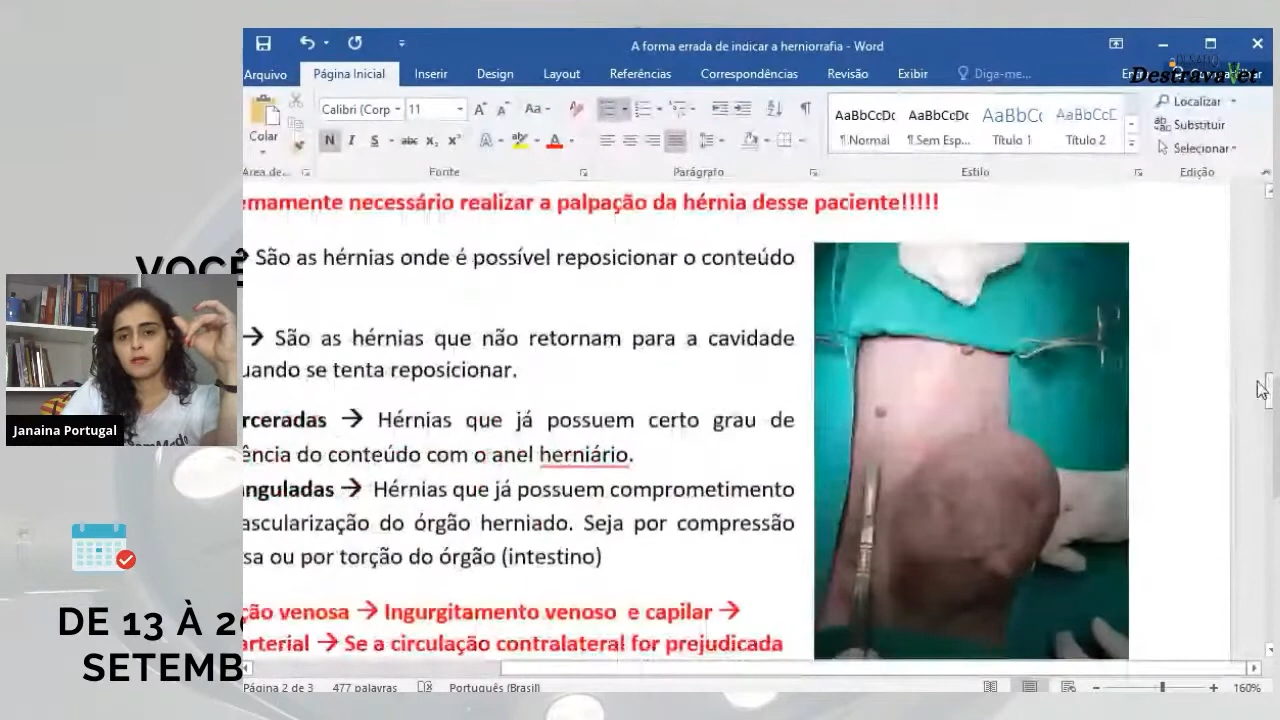 A forma errada de indicar a herniorrafia - Word
Arquivo Página Inicial Inserir Design Layout Referências Correspondências Revisão Exibir Diga-me...
DestravaVet
Colar
Calibri (Corp 11
AaBbCcDc AaBbCcDc AaBbCc AaBbCcC
¶ Normal ¶ Sem Esp... Título 1 Título 2
Localizar
Substituir
Selecionar
Fonte Parágrafo Estilo Edição
emamente necessário realizar a palpação da hérnia desse paciente!!!!!
VOCÊ
São as hérnias onde é possível reposicionar o conteúdo
→ São as hérnias que não retornam para a cavidade
uando se tenta reposicionar.
rceradas → Hérnias que já possuem certo grau de
ência do conteúdo com o anel herniário.
anguladas → Hérnias que já possuem comprometimento
ascularização do órgão herniado. Seja por compressão
sa ou por torção do órgão (intestino)
ção venosa → Ingurgitamento venoso e capilar →
arterial → Se a circulação contralateral for prejudicada
Janaina Portugal
DE 13 À 2
SETEMB
Página 2 de 3 477 palavras Português (Brasil) 160%